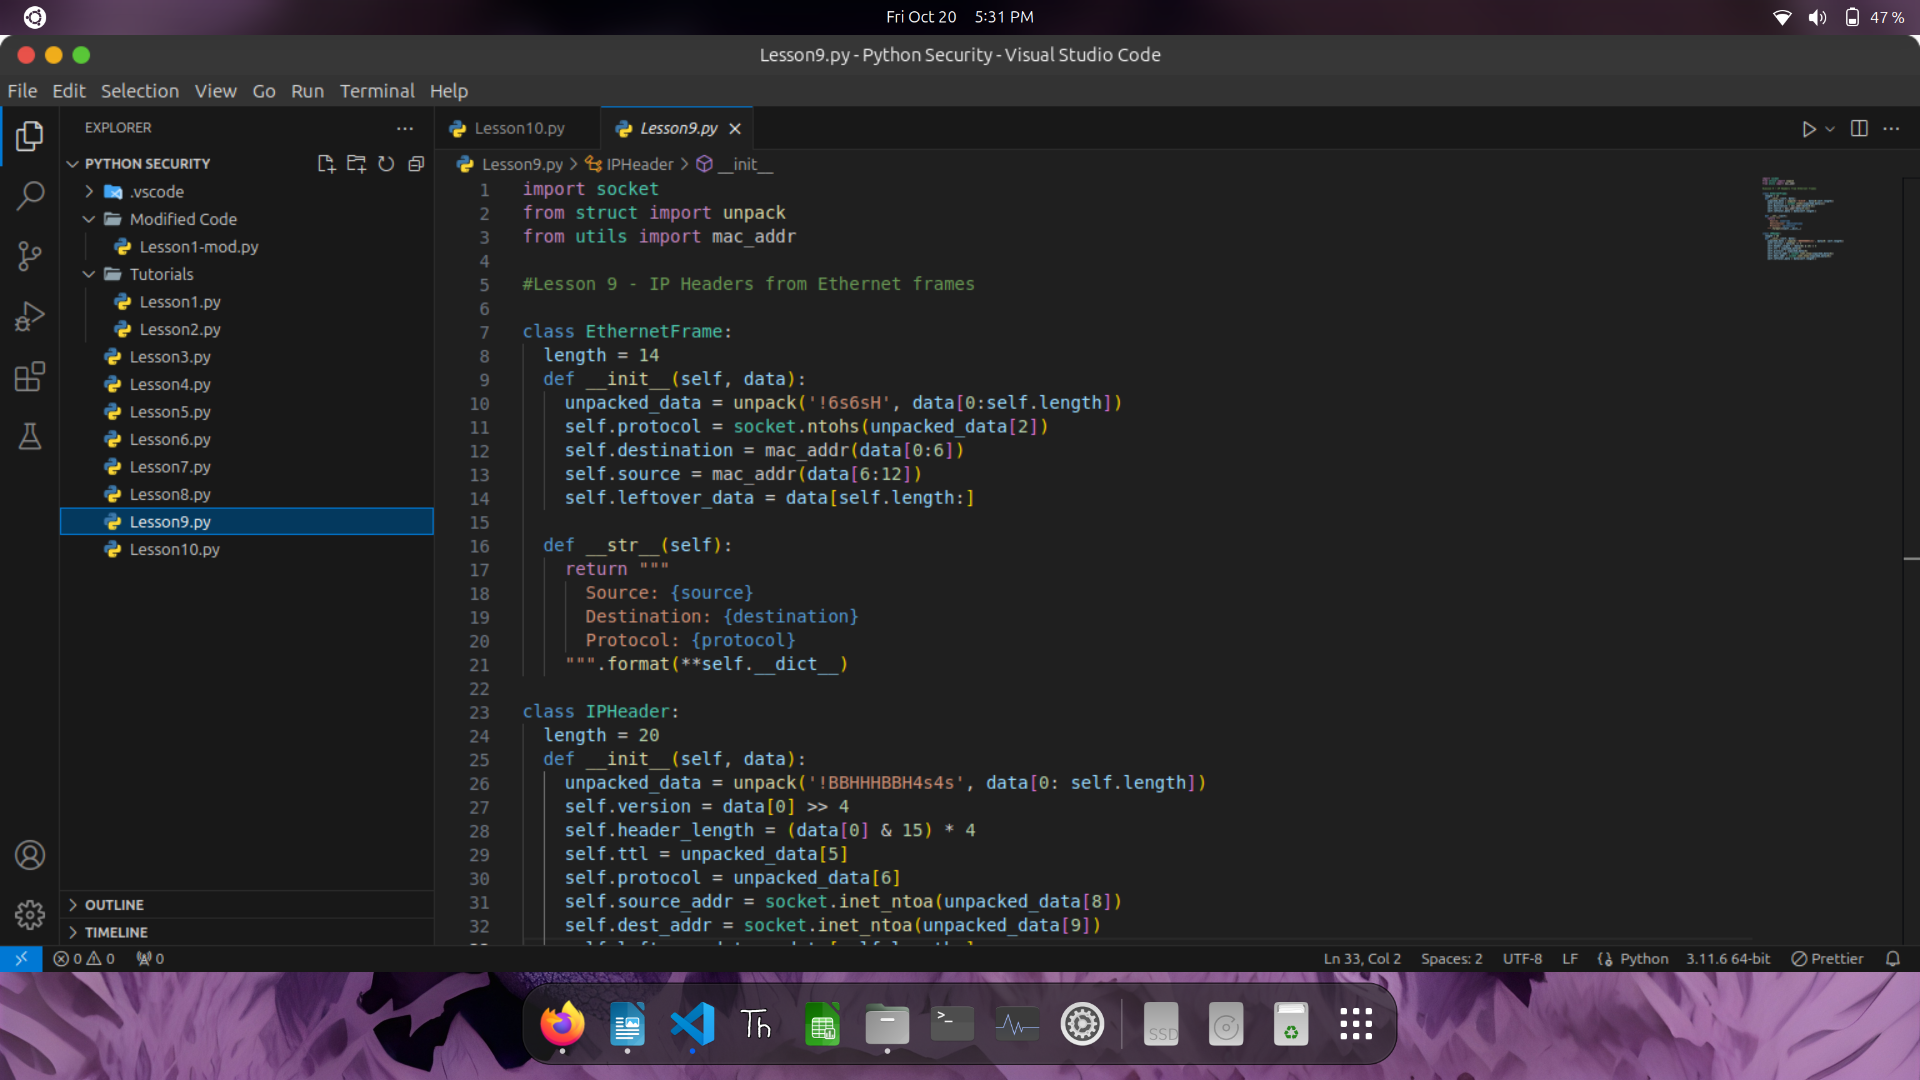 Fri Oct 20 5:31 PM
47 %
Lesson9.py - Python Security - Visual Studio Code
File Edit Selection View Go Run Terminal Help
EXPLORER
PYTHON SECURITY
.vscode
Modified Code
Lesson1-mod.py
Tutorials
Lesson1.py
Lesson2.py
Lesson3.py
Lesson4.py
Lesson5.py
Lesson6.py
Lesson7.py
Lesson8.py
Lesson9.py
Lesson10.py
OUTLINE
TIMELINE
Lesson10.py Lesson9.py
Lesson9.py > IPHeader > __init__
1 import socket
2 from struct import unpack
3 from utils import mac_addr
4
5 #Lesson 9 - IP Headers from Ethernet frames
6
7 class EthernetFrame:
8 length = 14
9 def __init__(self, data):
10 unpacked_data = unpack('!6s6sH', data[0:self.length])
11 self.protocol = socket.ntohs(unpacked_data[2])
12 self.destination = mac_addr(data[0:6])
13 self.source = mac_addr(data[6:12])
14 self.leftover_data = data[self.length:]
15
16 def __str__(self):
17 return """
18 Source: {source}
19 Destination: {destination}
20 Protocol: {protocol}
21 """.format(**self.__dict__)
22
23 class IPHeader:
24 length = 20
25 def __init__(self, data):
26 unpacked_data = unpack('!BBHHHBBH4s4s', data[0: self.length])
27 self.version = data[0] >> 4
28 self.header_length = (data[0] & 15) * 4
29 self.ttl = unpacked_data[5]
30 self.protocol = unpacked_data[6]
31 self.source_addr = socket.inet_ntoa(unpacked_data[8])
32 self.dest_addr = socket.inet_ntoa(unpacked_data[9])
0 0 0
Ln 33, Col 2 Spaces: 2 UTF-8 LF Python 3.11.6 64-bit Prettier
Th
SSD